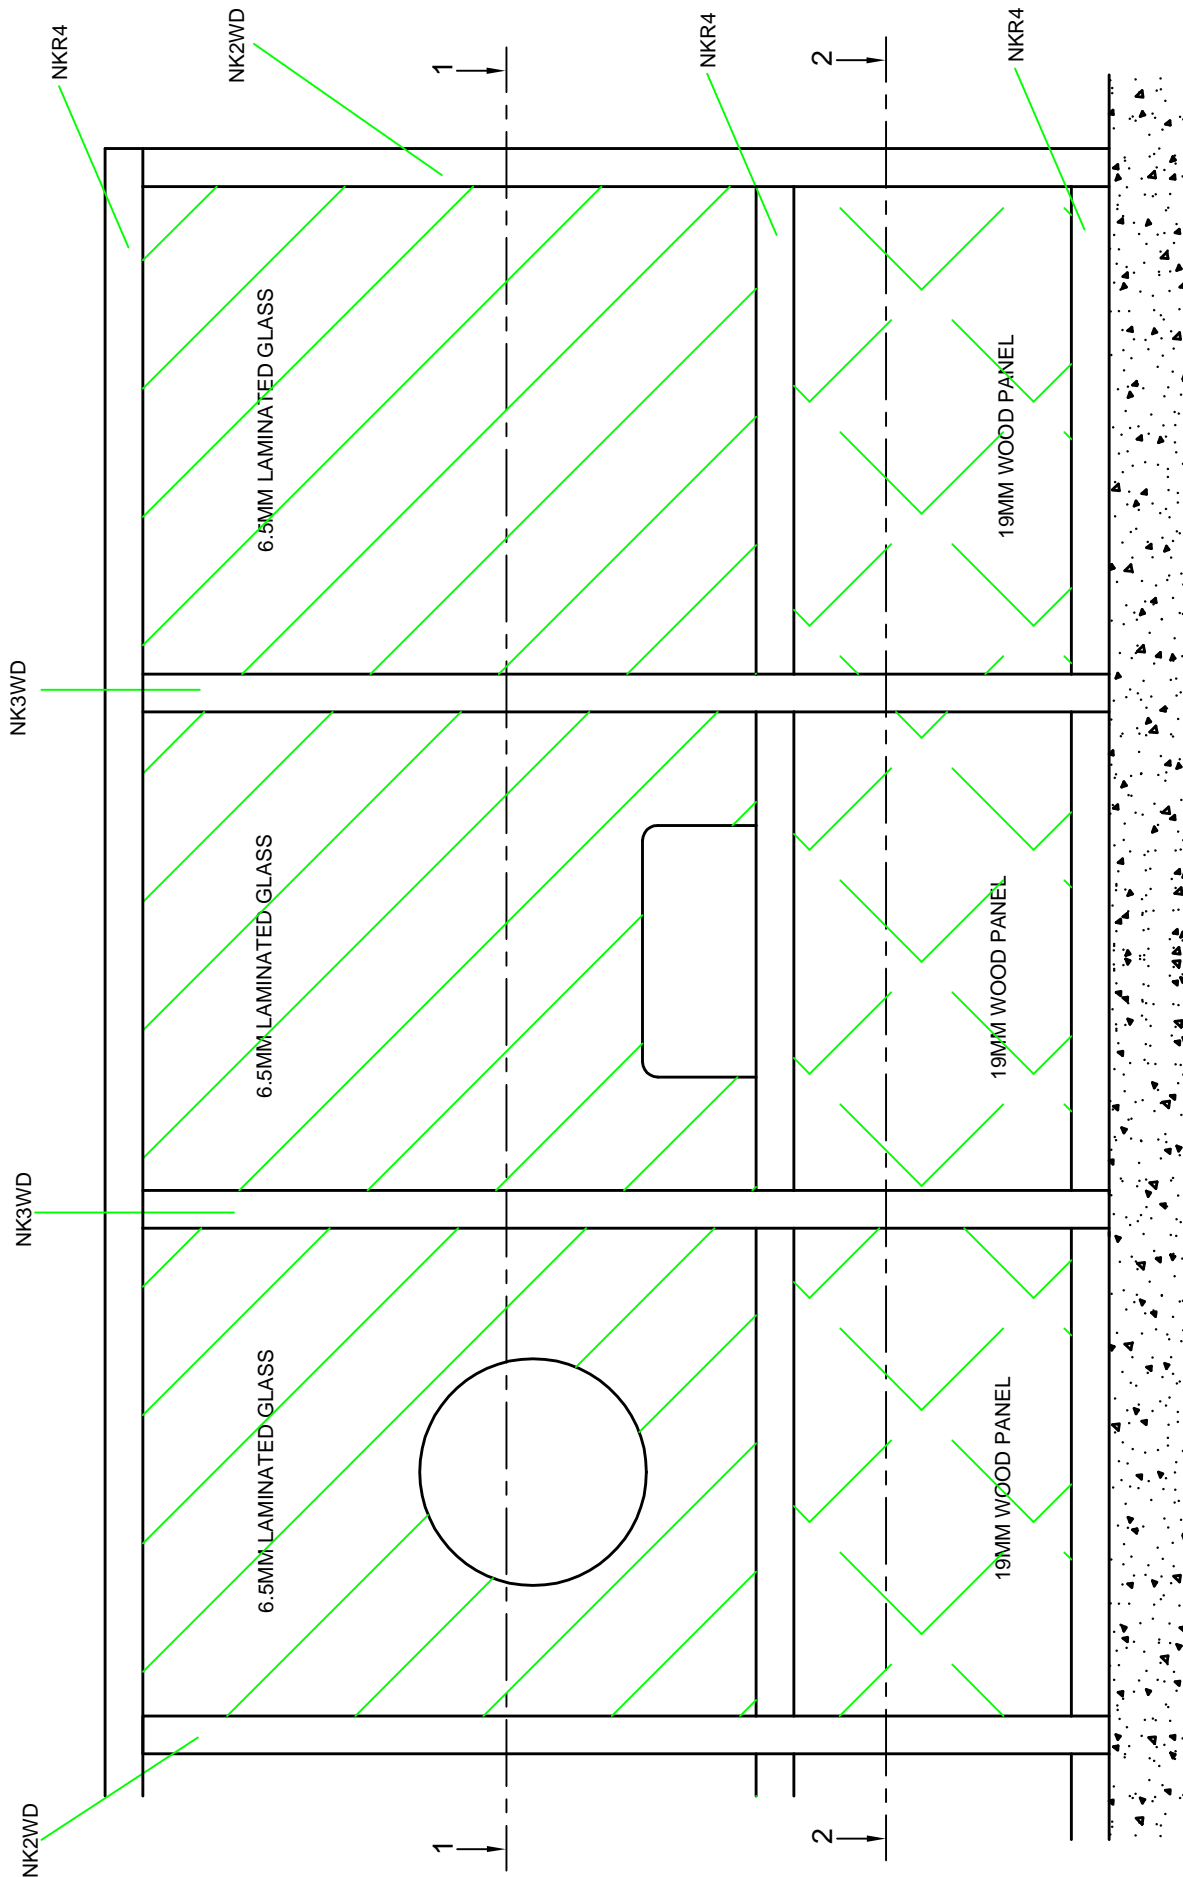 NK2WD
NK3WD
NK3WD
NKR4
NK2WD
6.5MM LAMINATED GLASS
6.5MM LAMINATED GLASS
6.5MM LAMINATED GLASS
1
1
NKR4
2
2
19MM WOOD PANEL
19MM WOOD PANEL
19MM WOOD PANEL
NKR4